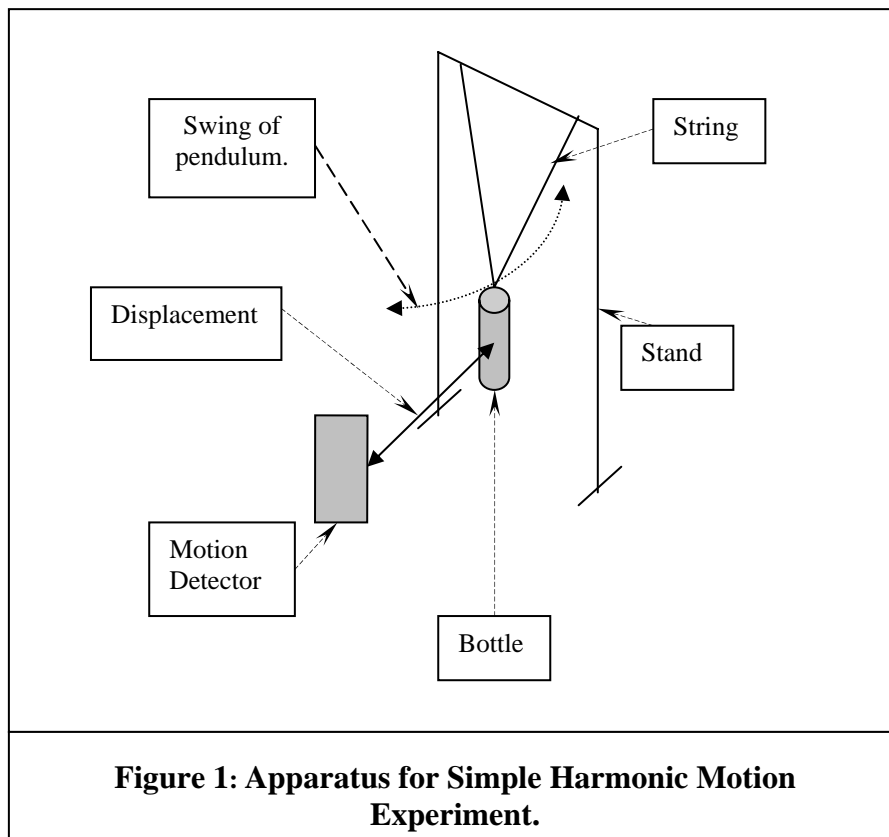 Swing of
pendulum.
String
Displacement
Stand
Motion
Detector
Bottle
Figure 1: Apparatus for Simple Harmonic Motion
Experiment.